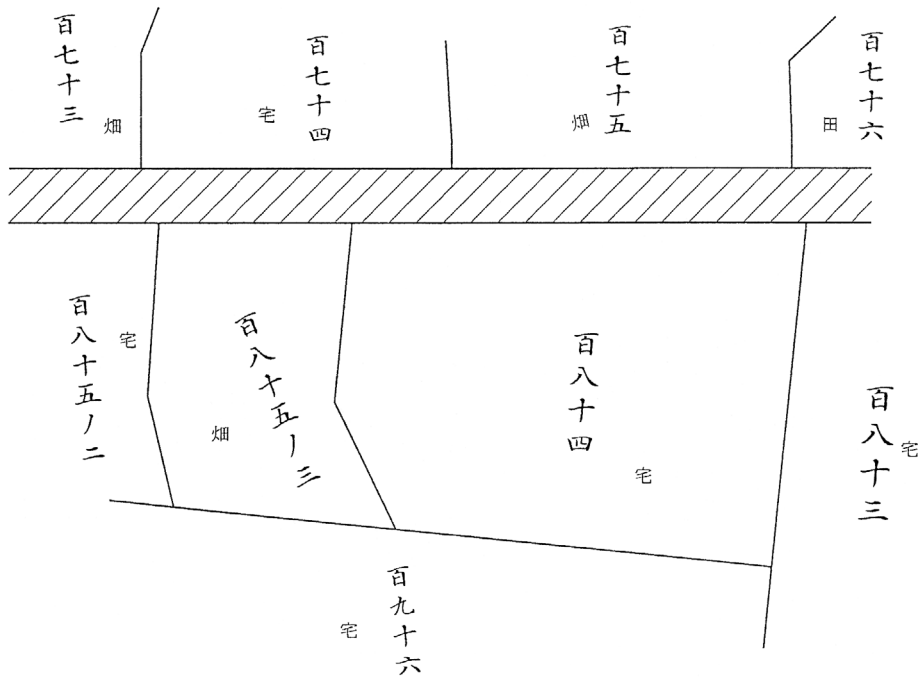 百七十三
畑
百七十四
宅
百七十五
畑
百七十六
田
百八十五ノ二
宅
百八十五ノ三
畑
百八十四
宅
百八十三
宅
百九十六
宅